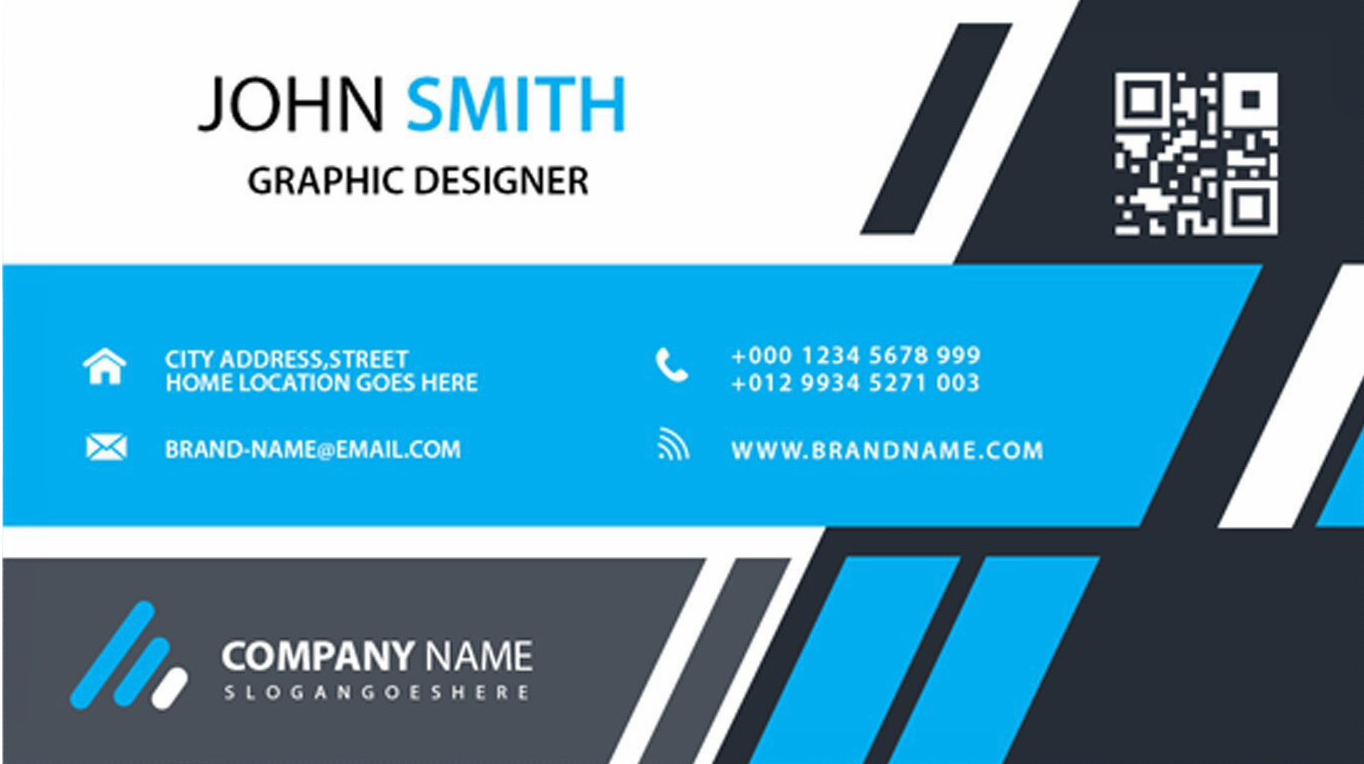 JOHN SMITH
GRAPHIC DESIGNER
CITY ADDRESS,STREET
HOME LOCATION GOES HERE
+000 1234 5678 999
+012 9934 5271 003
BRAND-NAME@EMAIL.COM
WWW.BRANDNAME.COM
COMPANY NAME
SLOGANGOESHERE